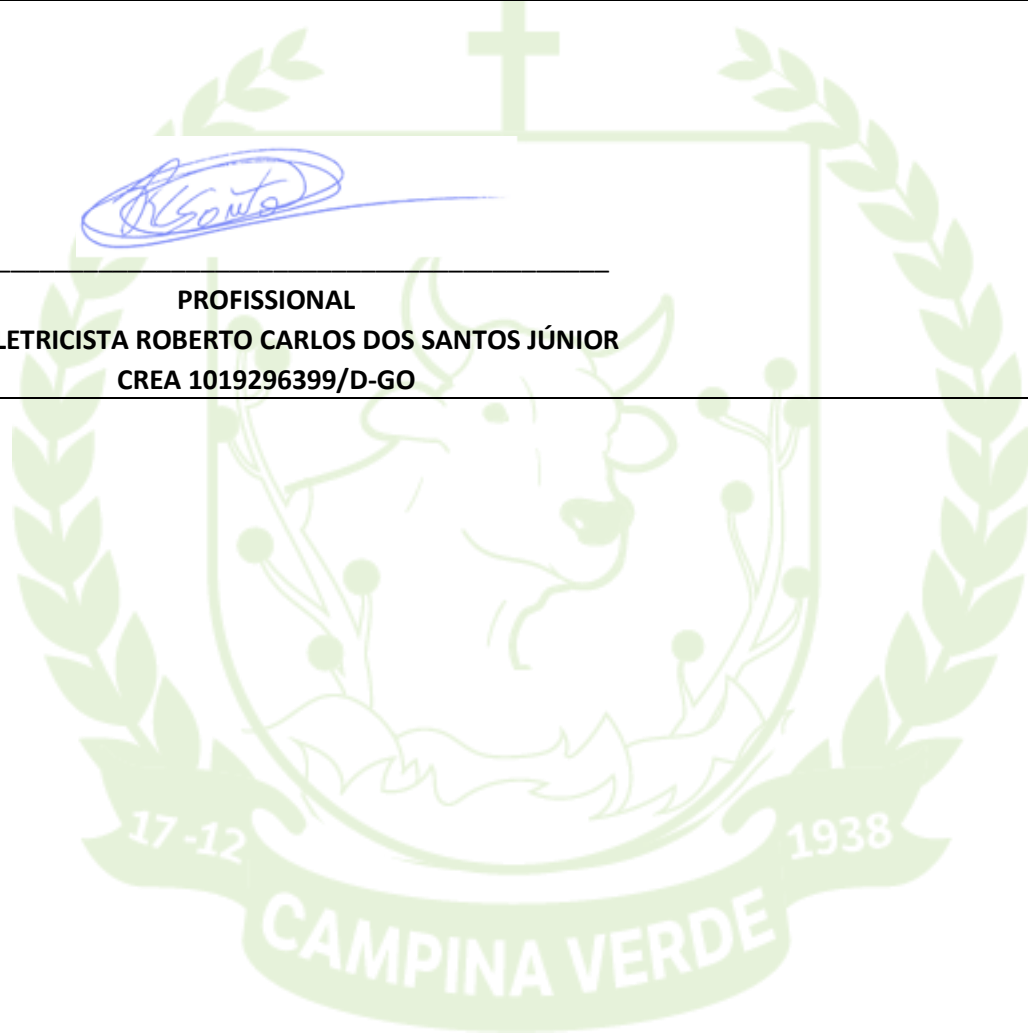 PROFISSIONAL
LETRICISTA ROBERTO CARLOS DOS SANTOS JÚNIOR
CREA 1019296399/D-GO
17-12
1938
CAMPINA VERDE